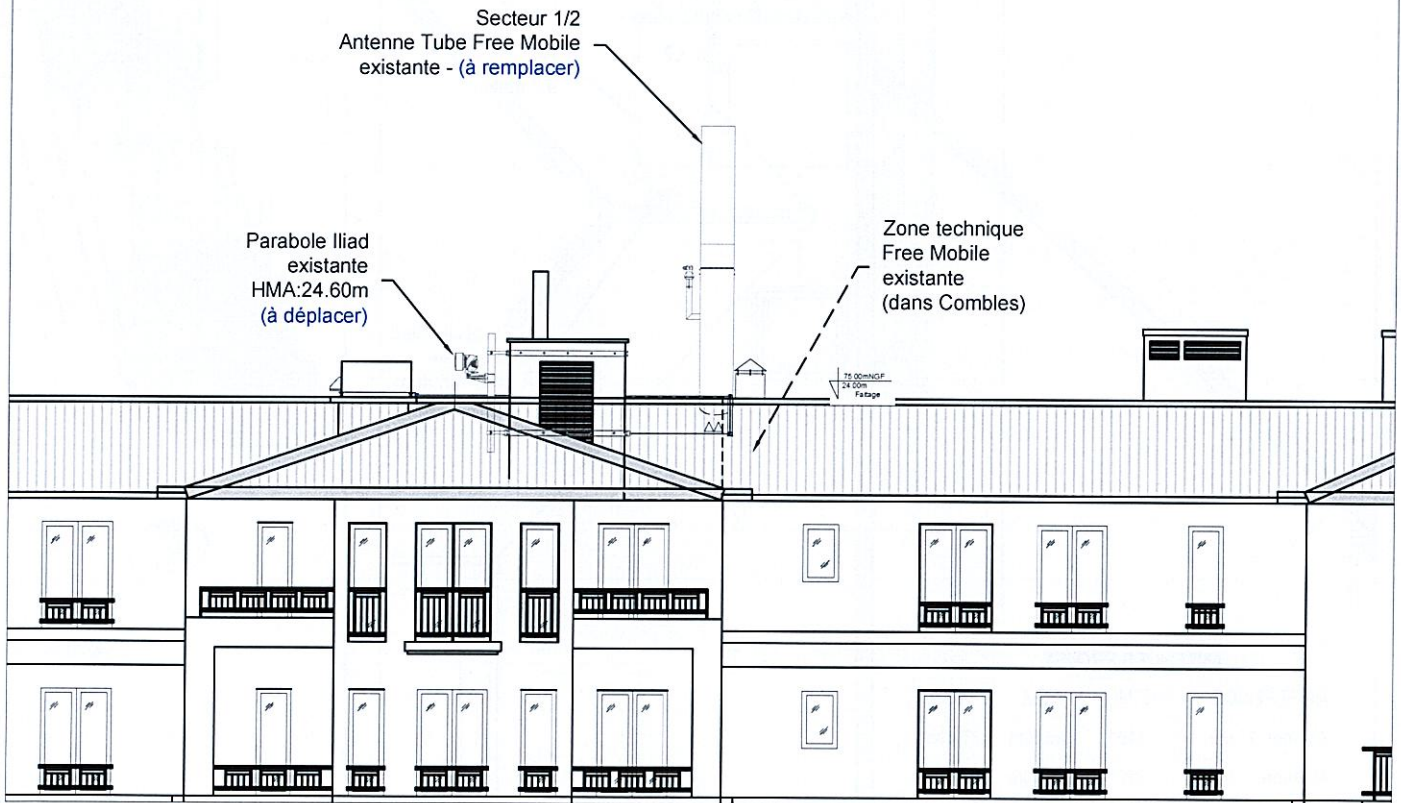 Secteur 1/2
Antenne Tube Free Mobile
existante - (à remplacer)
Parabole Iliad
existante
HMA:24.60m
(à déplacer)
Zone technique
Free Mobile
existante
(dans Combles)
75.00mNGF
24.00m
Faitage